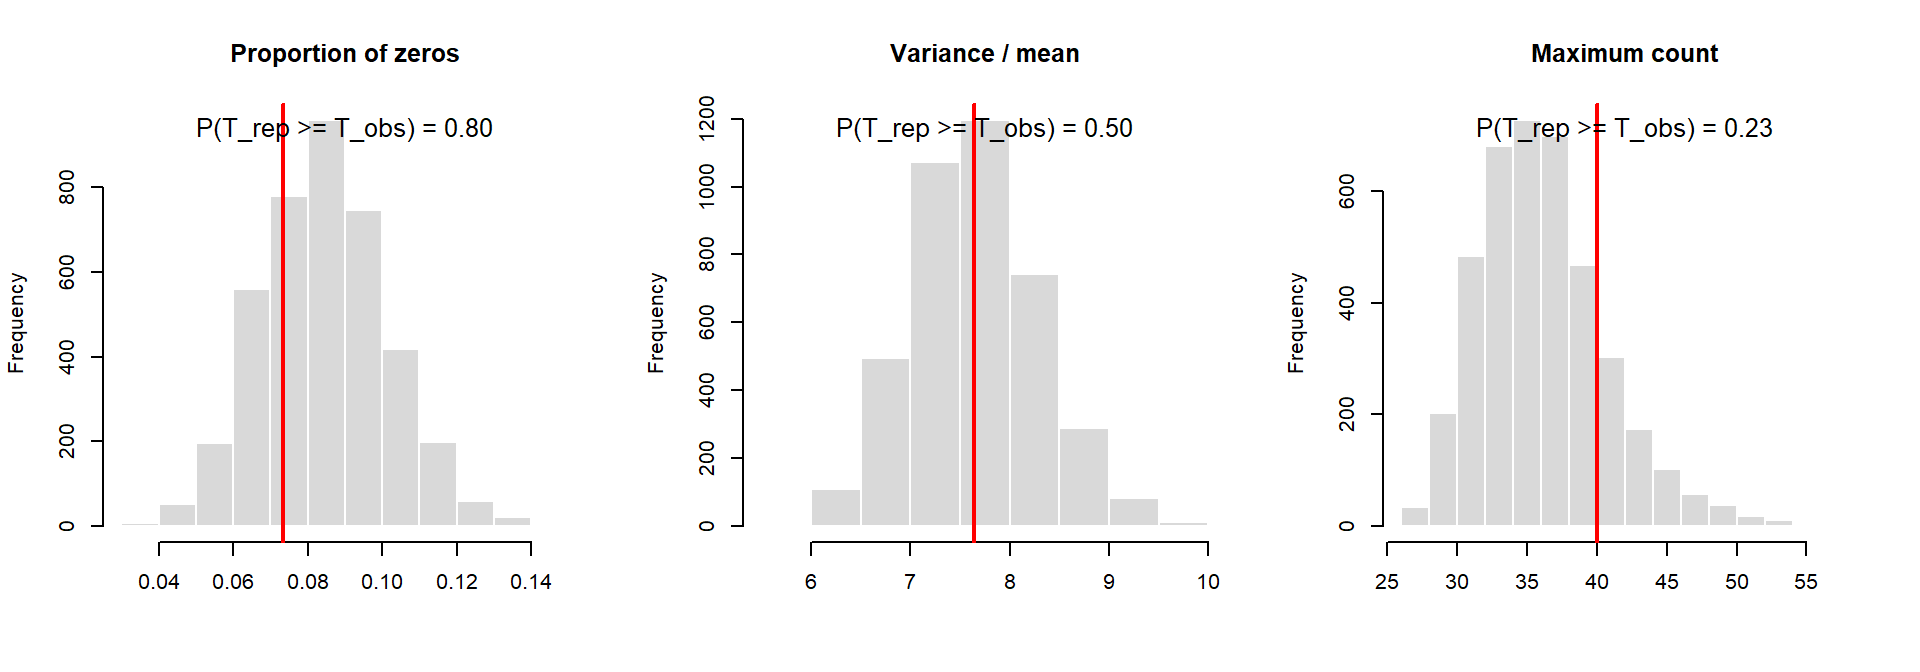 Proportion of zeros
P(T_rep >= T_obs) = 0.80
Frequency
0
200
400
600
800
0.04 0.06 0.08 0.10 0.12 0.14
Variance / mean
P(T_rep >= T_obs) = 0.50
Frequency
0
200
400
600
800
1000
1200
6 7 8 9 10
Maximum count
P(T_rep >= T_obs) = 0.23
Frequency
0
200
400
600
25 30 35 40 45 50 55